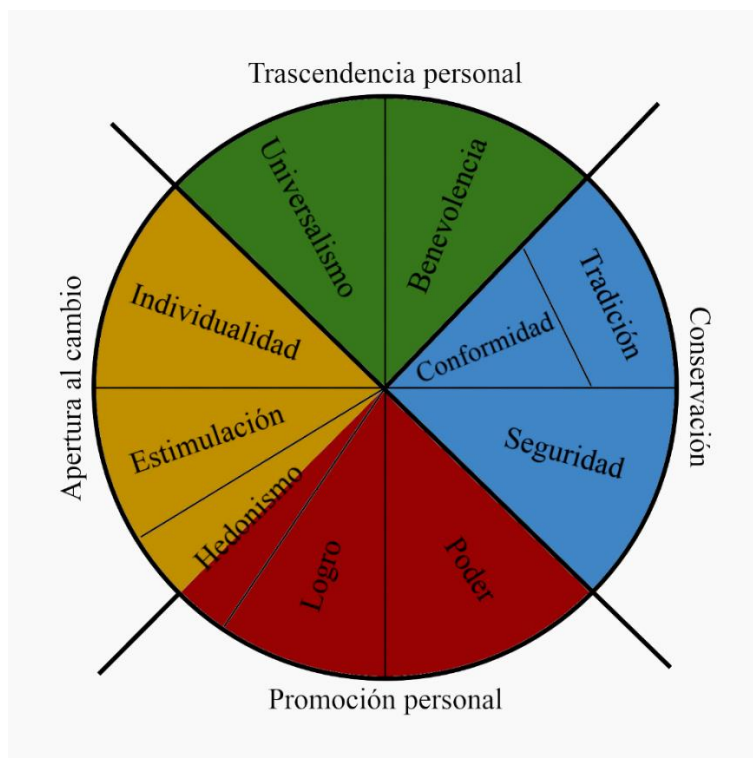 Trascendencia personal
Universalismo
Benevolencia
Individualidad
Tradición
Conformidad
Apertura al cambio
Conservación
Estimulación
Seguridad
Hedonismo
Logro
Poder
Promoción personal